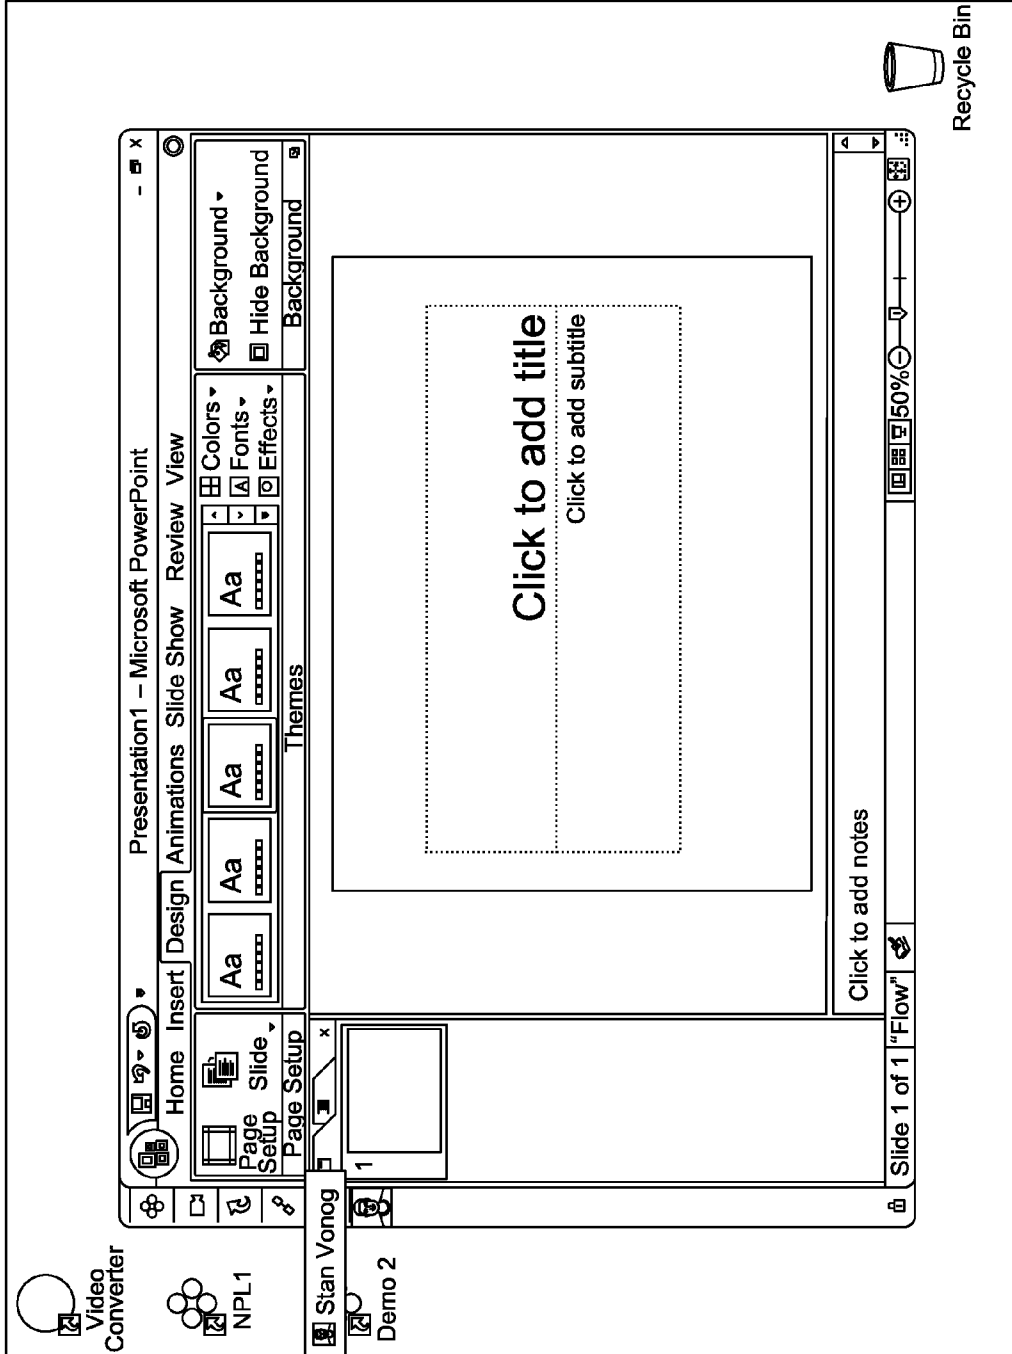 Video
Converter
NPL1
Stan Vonog
Demo 2
Presentation1 – Microsoft PowerPoint
Home Insert Design Animations Slide Show Review View
Page
Setup
Slide
Page Setup
Aa Aa Aa Aa Aa
Themes
Colors
A Fonts
Effects
Background
Hide Background
Background
1
Click to add title
Click to add subtitle
Click to add notes
Slide 1 of 1 "Flow" 50%
Recycle Bin